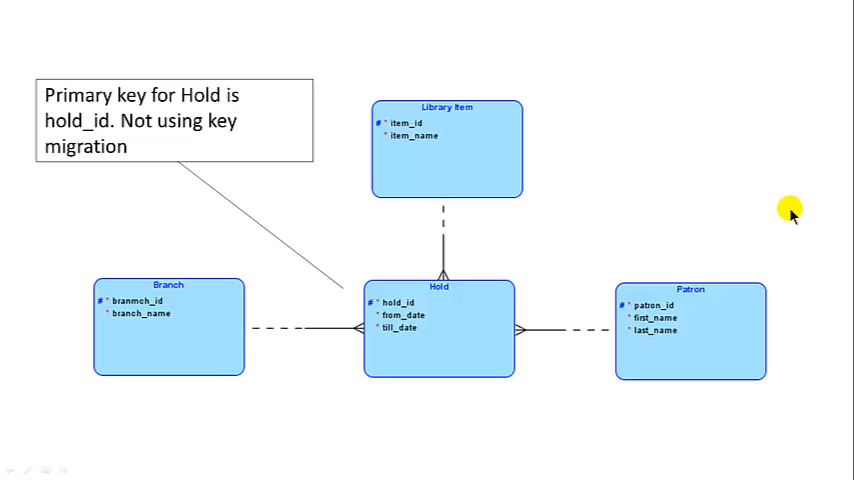 Primary key for Hold is
hold_id. Not using key
migration
Library Item
# * item_id
* item_name
Branch
# * branmch_id
* branch_name
Hold
# * hold_id
* from_date
* till_date
Patron
# * patron_id
* first_name
* last_name